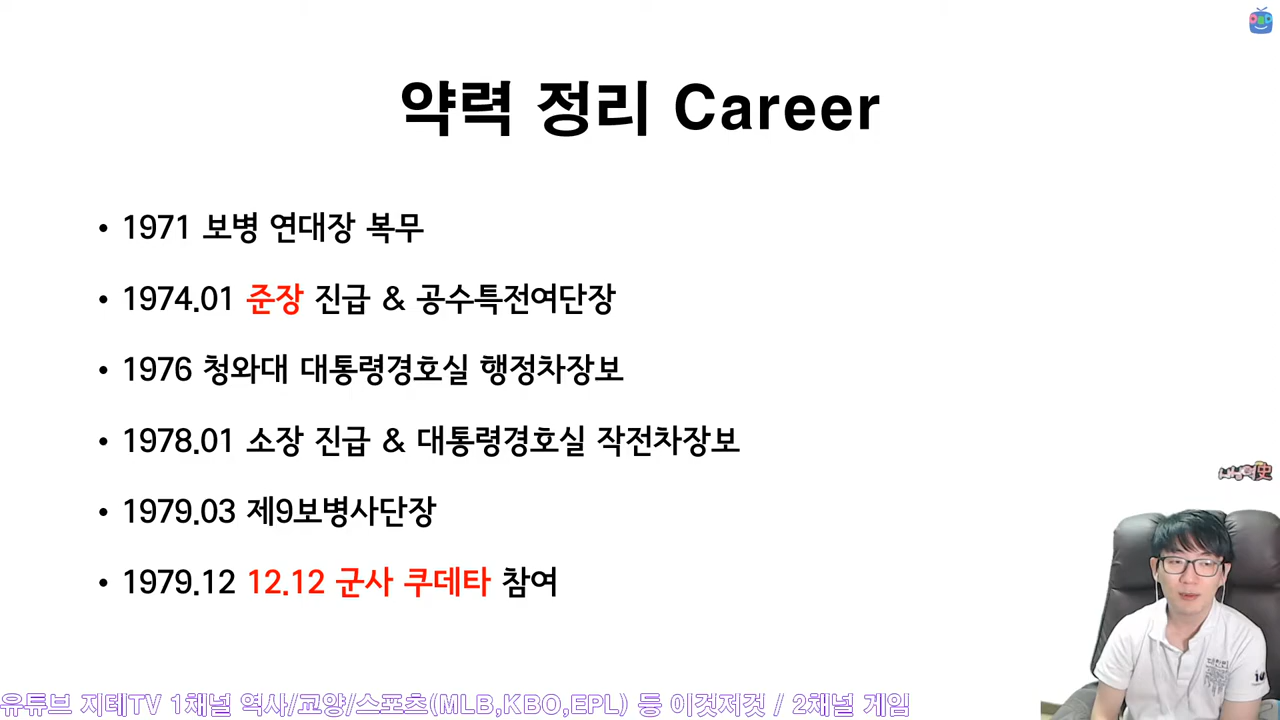 약력 정리 Career
• 1971 보병 연대장 복무
• 1974.01 준장 진급 & 공수특전여단장
• 1976 청와대 대통령경호실 행정차장보
• 1978.01 소장 진급 & 대통령경호실 작전차장보
• 1979.03 제9보병사단장
• 1979.12 12.12 군사 쿠데타 참여
유튜브 지테TV 1채널 역사/교양/스포츠(MLB,KBO,EPL) 등 이것저것 / 2채널 게임